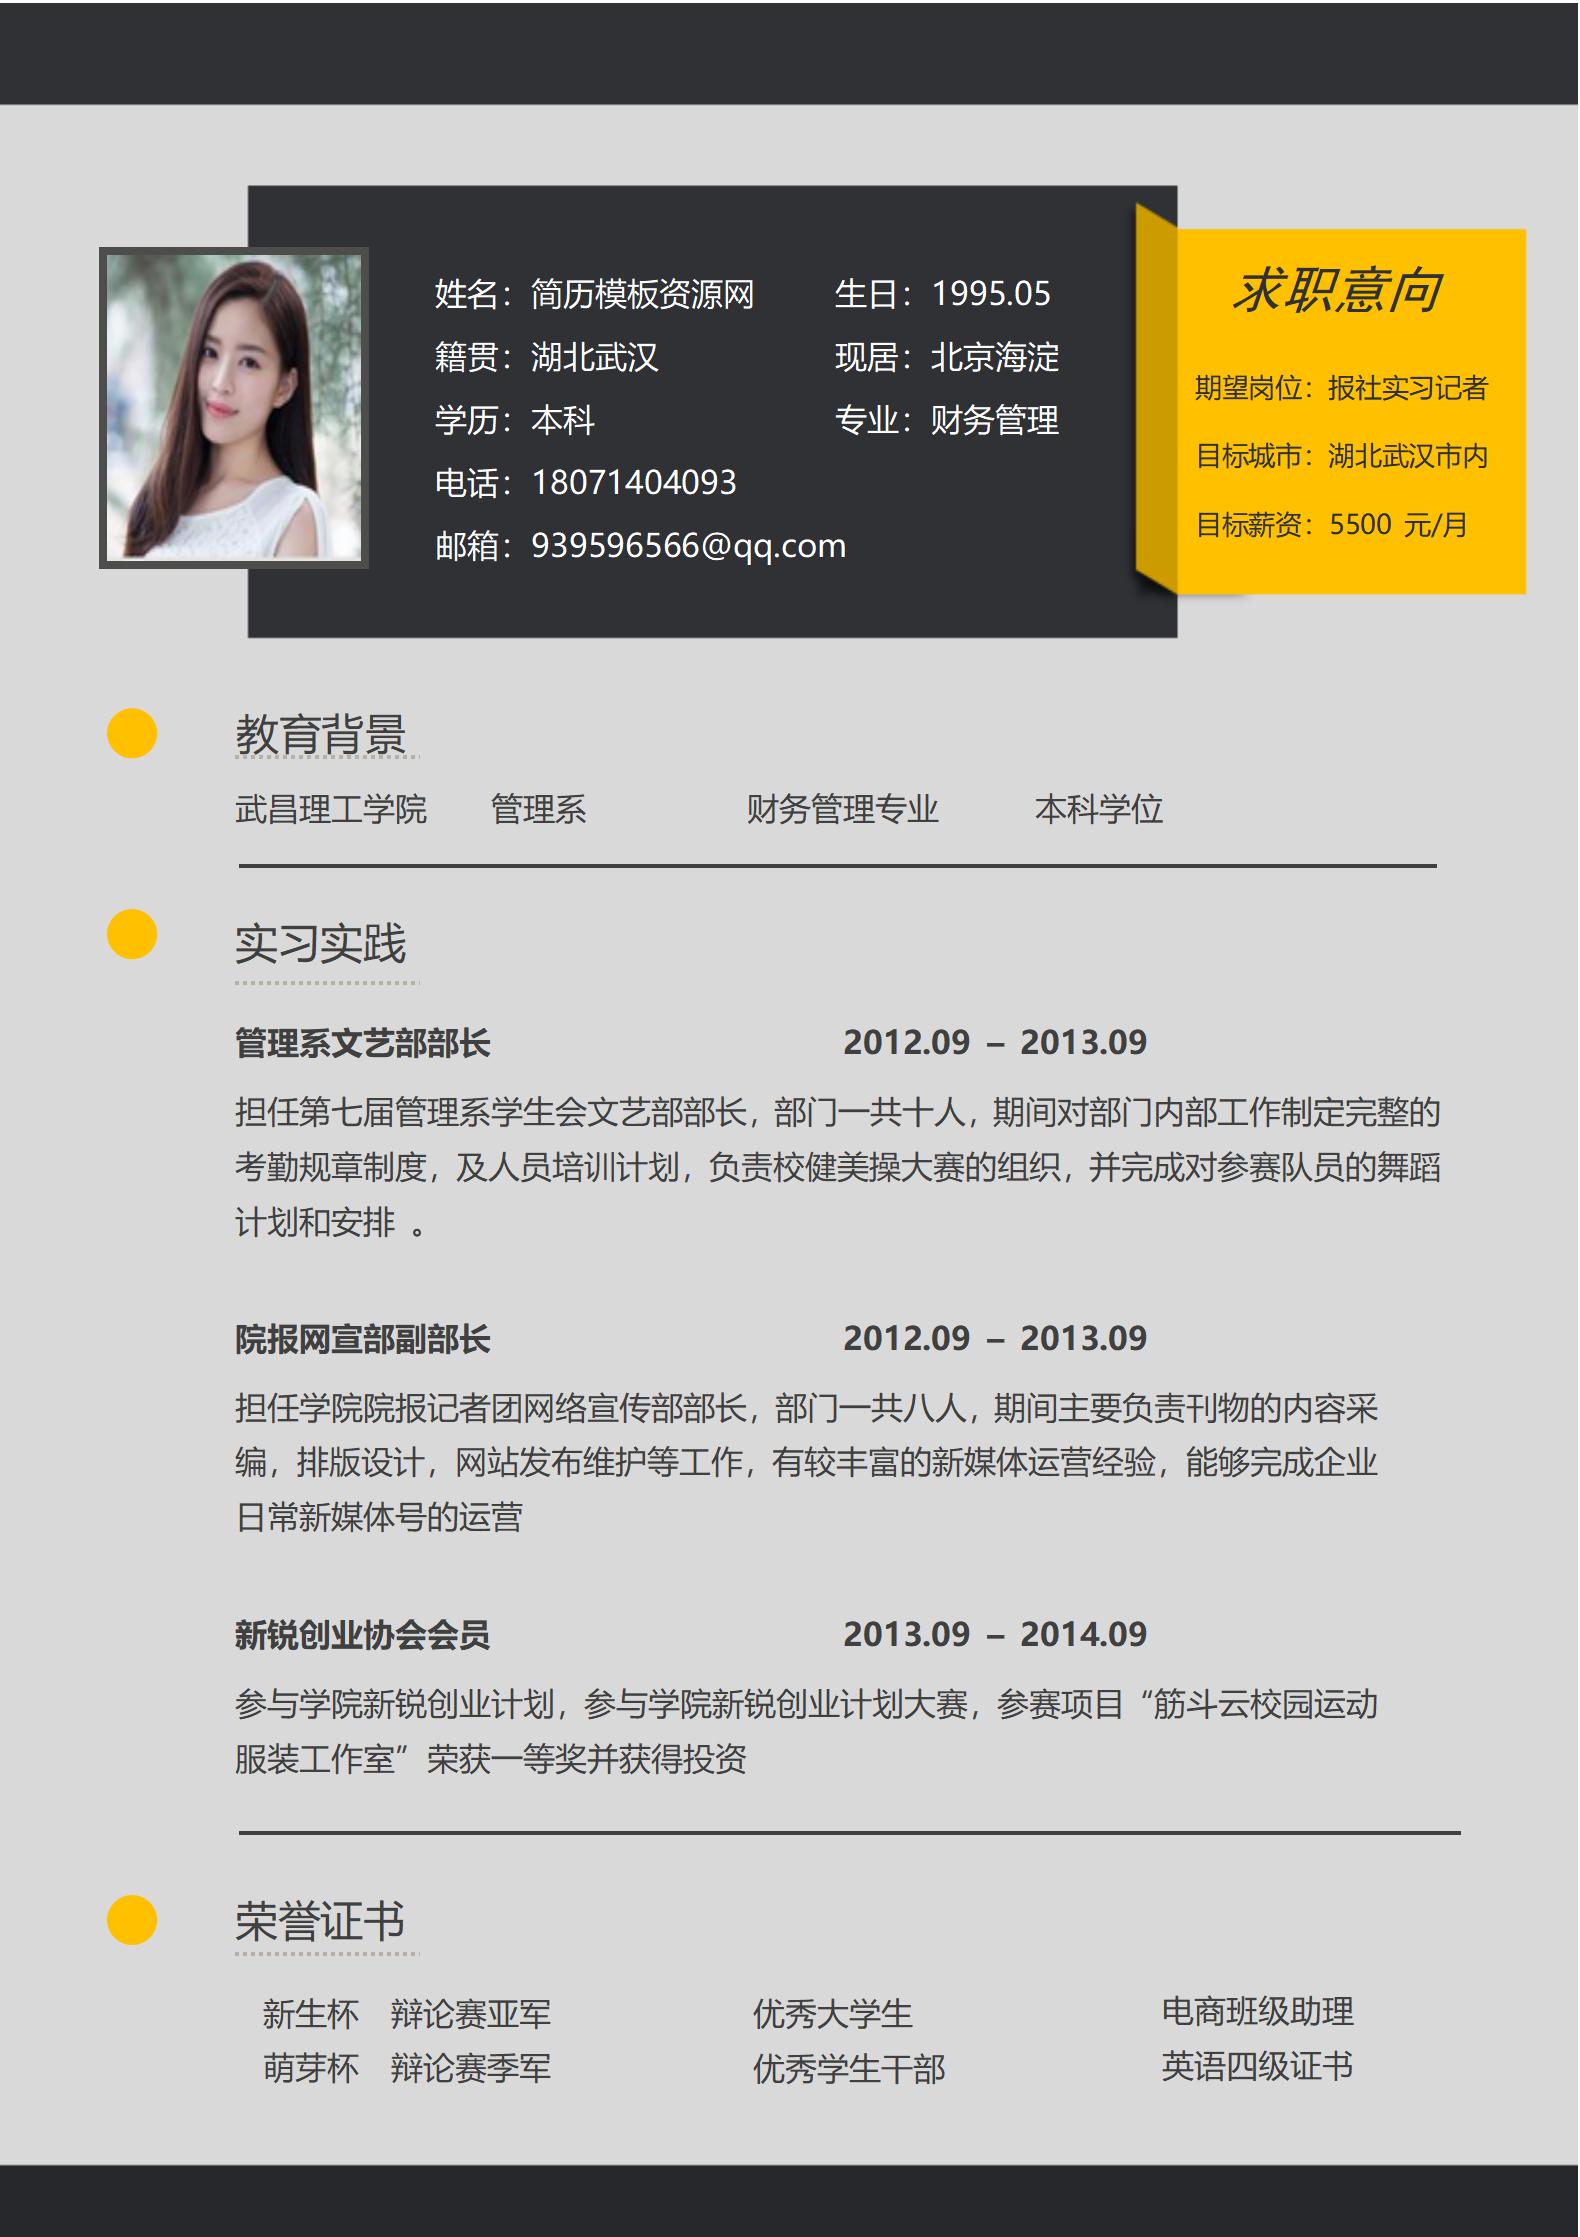 姓名：简历模板资源网 生日：1995.05
籍贯：湖北武汉 现居：北京海淀
学历：本科 专业：财务管理
电话：18071404093
邮箱：939596566@qq.com
求职意向
期望岗位：报社实习记者
目标城市：湖北武汉市内
目标薪资：5500 元/月
教育背景
武昌理工学院 管理系 财务管理专业 本科学位
实习实践
管理系文艺部部长 2012.09 – 2013.09
担任第七届管理系学生会文艺部部长，部门一共十人，期间对部门内部工作制定完整的
考勤规章制度，及人员培训计划，负责校健美操大赛的组织，并完成对参赛队员的舞蹈
计划和安排 。
院报网宣部副部长 2012.09 – 2013.09
担任学院院报记者团网络宣传部部长，部门一共八人，期间主要负责刊物的内容采
编，排版设计，网站发布维护等工作，有较丰富的新媒体运营经验，能够完成企业
日常新媒体号的运营
新锐创业协会会员 2013.09 – 2014.09
参与学院新锐创业计划，参与学院新锐创业计划大赛，参赛项目“筋斗云校园运动
服装工作室”荣获一等奖并获得投资
荣誉证书
新生杯 辩论赛亚军 优秀大学生 电商班级助理
萌芽杯 辩论赛季军 优秀学生干部 英语四级证书